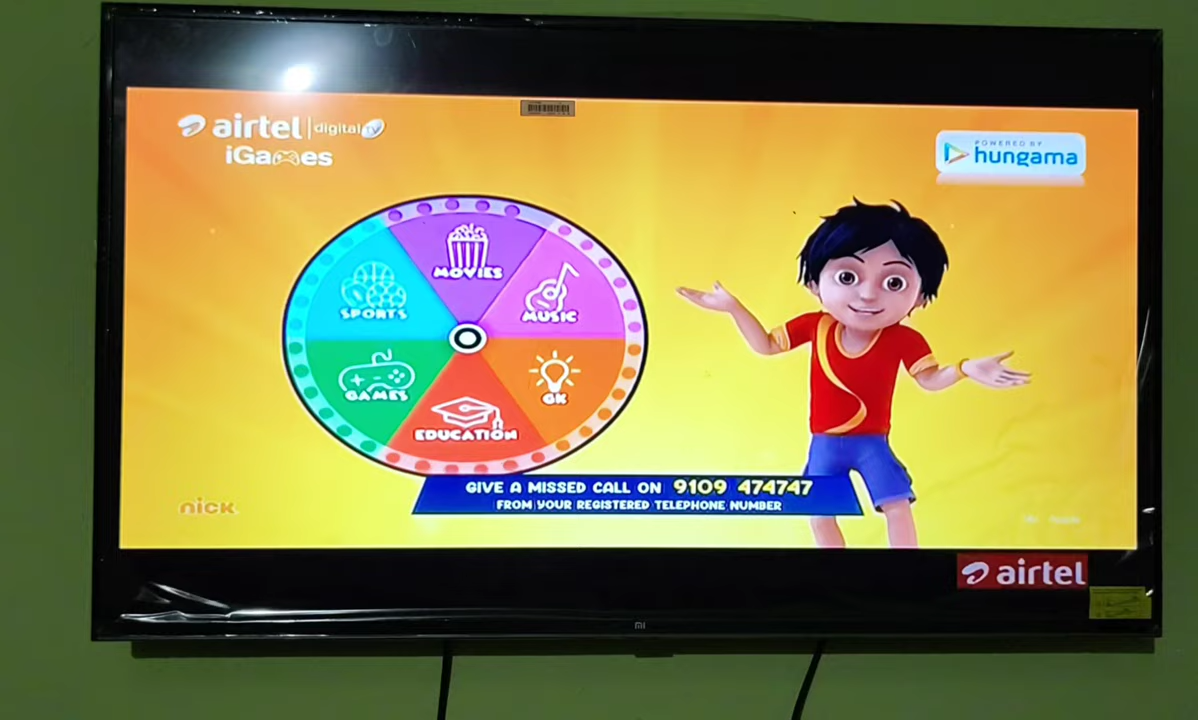 airtel digital TV
iGames
POWERED BY
hungama
MOVIES
SPORTS
MUSIC
GAMES
GK
EDUCATION
GIVE A MISSED CALL ON 9109 474747
FROM YOUR REGISTERED TELEPHONE NUMBER
nick
airtel
mi